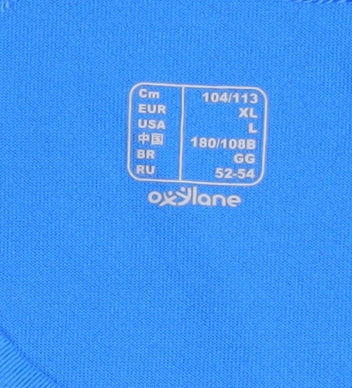 Cm 104/113
EUR XL
USA L
中国 180/108B
BR GG
RU 52-54
oxylane